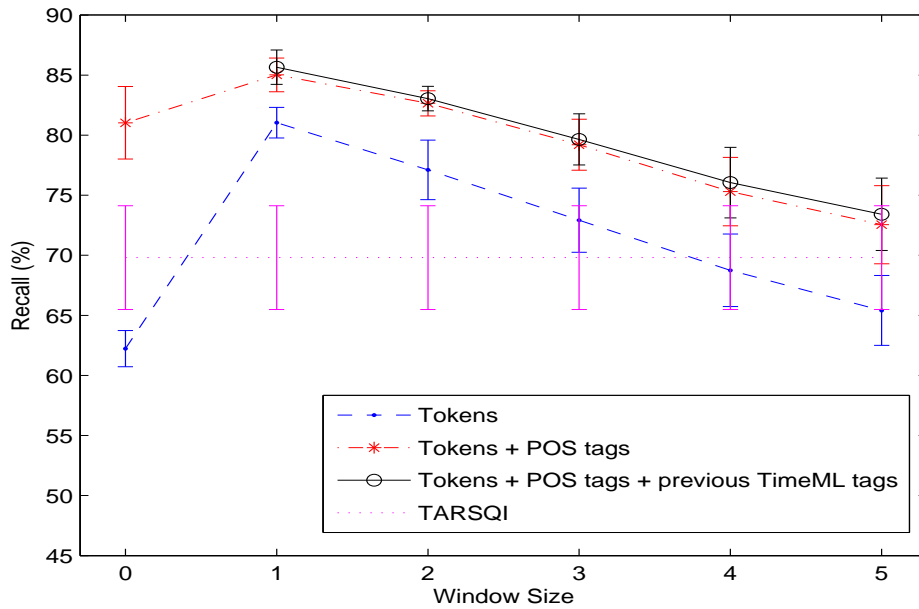 90
85
80
75
70
65
60
55
50
45
Recall (%)
0 1 2 3 4 5
Window Size
Tokens
Tokens + POS tags
Tokens + POS tags + previous TimeML tags
TARSQI